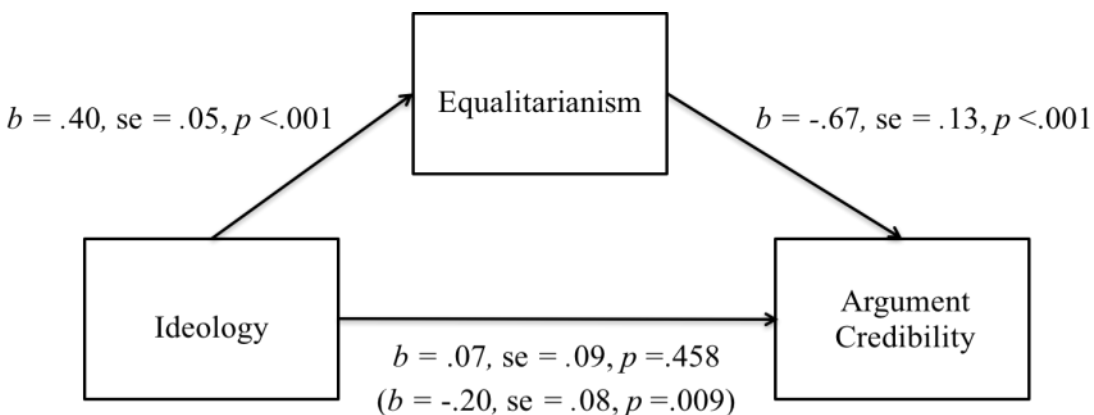 Equalitarianism
b = .40, se = .05, p <.001
b = -.67, se = .13, p <.001
Ideology
Argument
Credibility
b = .07, se = .09, p =.458
(b = -.20, se = .08, p =.009)